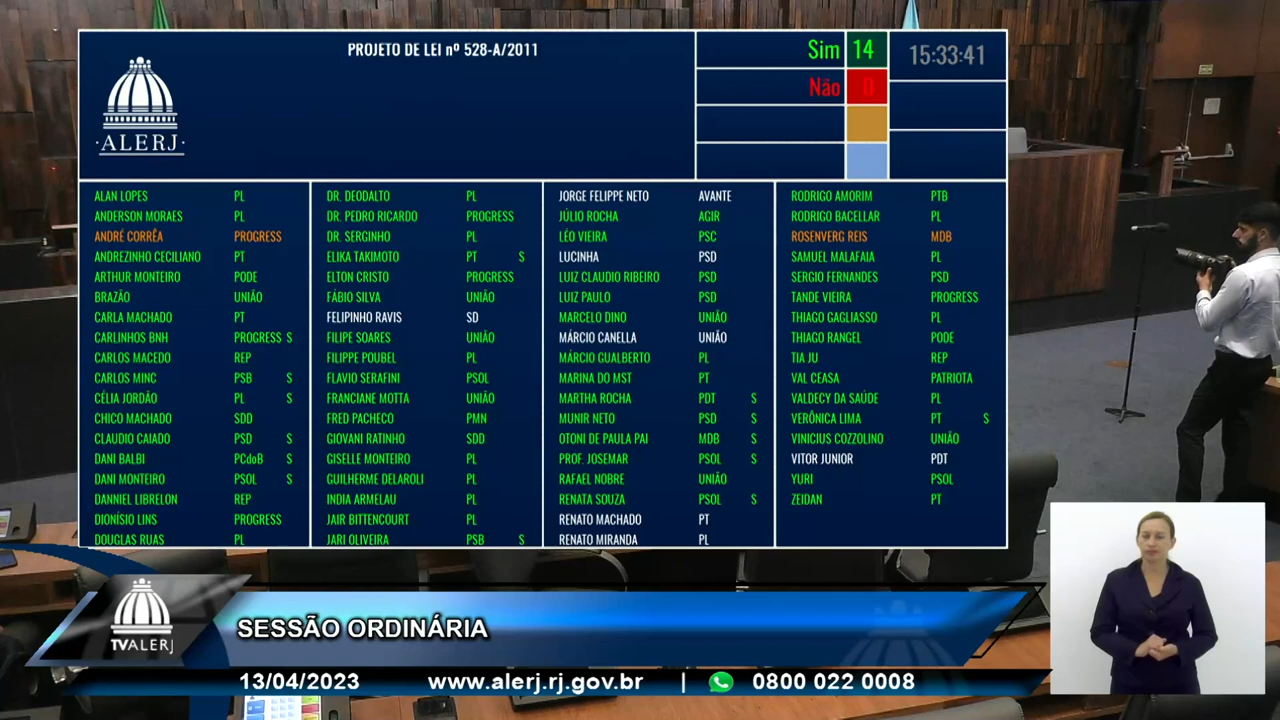 PROJETO DE LEI nº 528-A/2011
Sim 14
Não 0
15:33:41
·ALERJ·
ALAN LOPES PL
ANDERSON MORAES PL
ANDRÉ CORRÊA PROGRESS
ANDREZINHO CECILIANO PT
ARTHUR MONTEIRO PODE
BRAZÃO UNIÃO
CARLA MACHADO PT
CARLINHOS BNH PROGRESS S
CARLOS MACEDO REP
CARLOS MINC PSB S
CÉLIA JORDÃO PL S
CHICO MACHADO SDD
CLAUDIO CAIADO PSD S
DANI BALBI PCdoB S
DANI MONTEIRO PSOL S
DANNIEL LIBRELON REP
DIONÍSIO LINS PROGRESS
DOUGLAS RUAS PL
DR. DEODALTO PL
DR. PEDRO RICARDO PROGRESS
DR. SERGINHO PL
ELIKA TAKIMOTO PT S
ELTON CRISTO PROGRESS
FÁBIO SILVA UNIÃO
FELIPINHO RAVIS SD
FILIPE SOARES UNIÃO
FILIPPE POUBEL PL
FLAVIO SERAFINI PSOL
FRANCIANE MOTTA UNIÃO
FRED PACHECO PMN
GIOVANI RATINHO SDD
GISELLE MONTEIRO PL
GUILHERME DELAROLI PL
INDIA ARMELAU PL
JAIR BITTENCOURT PL
JARI OLIVEIRA PSB S
JORGE FELIPPE NETO AVANTE
JÚLIO ROCHA AGIR
LÉO VIEIRA PSC
LUCINHA PSD
LUIZ CLAUDIO RIBEIRO PSD
LUIZ PAULO PSD
MARCELO DINO UNIÃO
MÁRCIO CANELLA UNIÃO
MÁRCIO GUALBERTO PL
MARINA DO MST PT
MARTHA ROCHA PDT S
MUNIR NETO PSD S
OTONI DE PAULA PAI MDB S
PROF. JOSEMAR PSOL S
RAFAEL NOBRE UNIÃO
RENATA SOUZA PSOL S
RENATO MACHADO PT
RENATO MIRANDA PL
RODRIGO AMORIM PTB
RODRIGO BACELLAR PL
ROSENVERG REIS MDB
SAMUEL MALAFAIA PL
SERGIO FERNANDES PSD
TANDE VIEIRA PROGRESS
THIAGO GAGLIASSO PL
THIAGO RANGEL PODE
TIA JU REP
VAL CEASA PATRIOTA
VALDECY DA SAÚDE PL
VERÔNICA LIMA PT S
VINICIUS COZZOLINO UNIÃO
VITOR JUNIOR PDT
YURI PSOL
ZEIDAN PT
TVALERJ
SESSÃO ORDINÁRIA
13/04/2023 www.alerj.rj.gov.br | 0800 022 0008